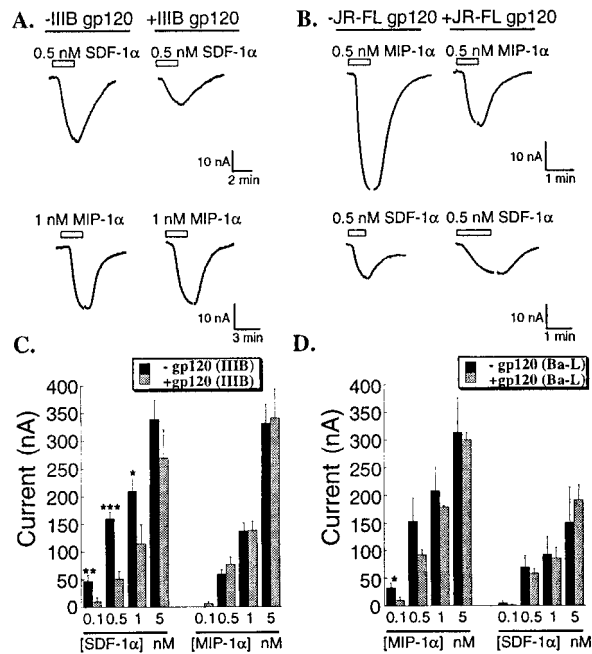 A.
-IIIB gp120 +IIIB gp120
0.5 nM SDF-1α 0.5 nM SDF-1α
10 nA
2 min
1 nM MIP-1α 1 nM MIP-1α
10 nA
3 min
B.
-JR-FL gp120 +JR-FL gp120
0.5 nM MIP-1α 0.5 nM MIP-1α
10 nA
1 min
0.5 nM SDF-1α 0.5 nM SDF-1α
10 nA
1 min
C.
- gp120 (IIIB)
+gp120 (IIIB)
Current (nA)
400
350
300
250
200
150
100
50
0
** *** *
0.1 0.5 1 5 0.1 0.5 1 5
[SDF-1α] nM [MIP-1α] nM
D.
- gp120 (Ba-L)
+gp120 (Ba-L)
Current (nA)
400
350
300
250
200
150
100
50
0
*
0.1 0.5 1 5 0.1 0.5 1 5
[MIP-1α] nM [SDF-1α] nM